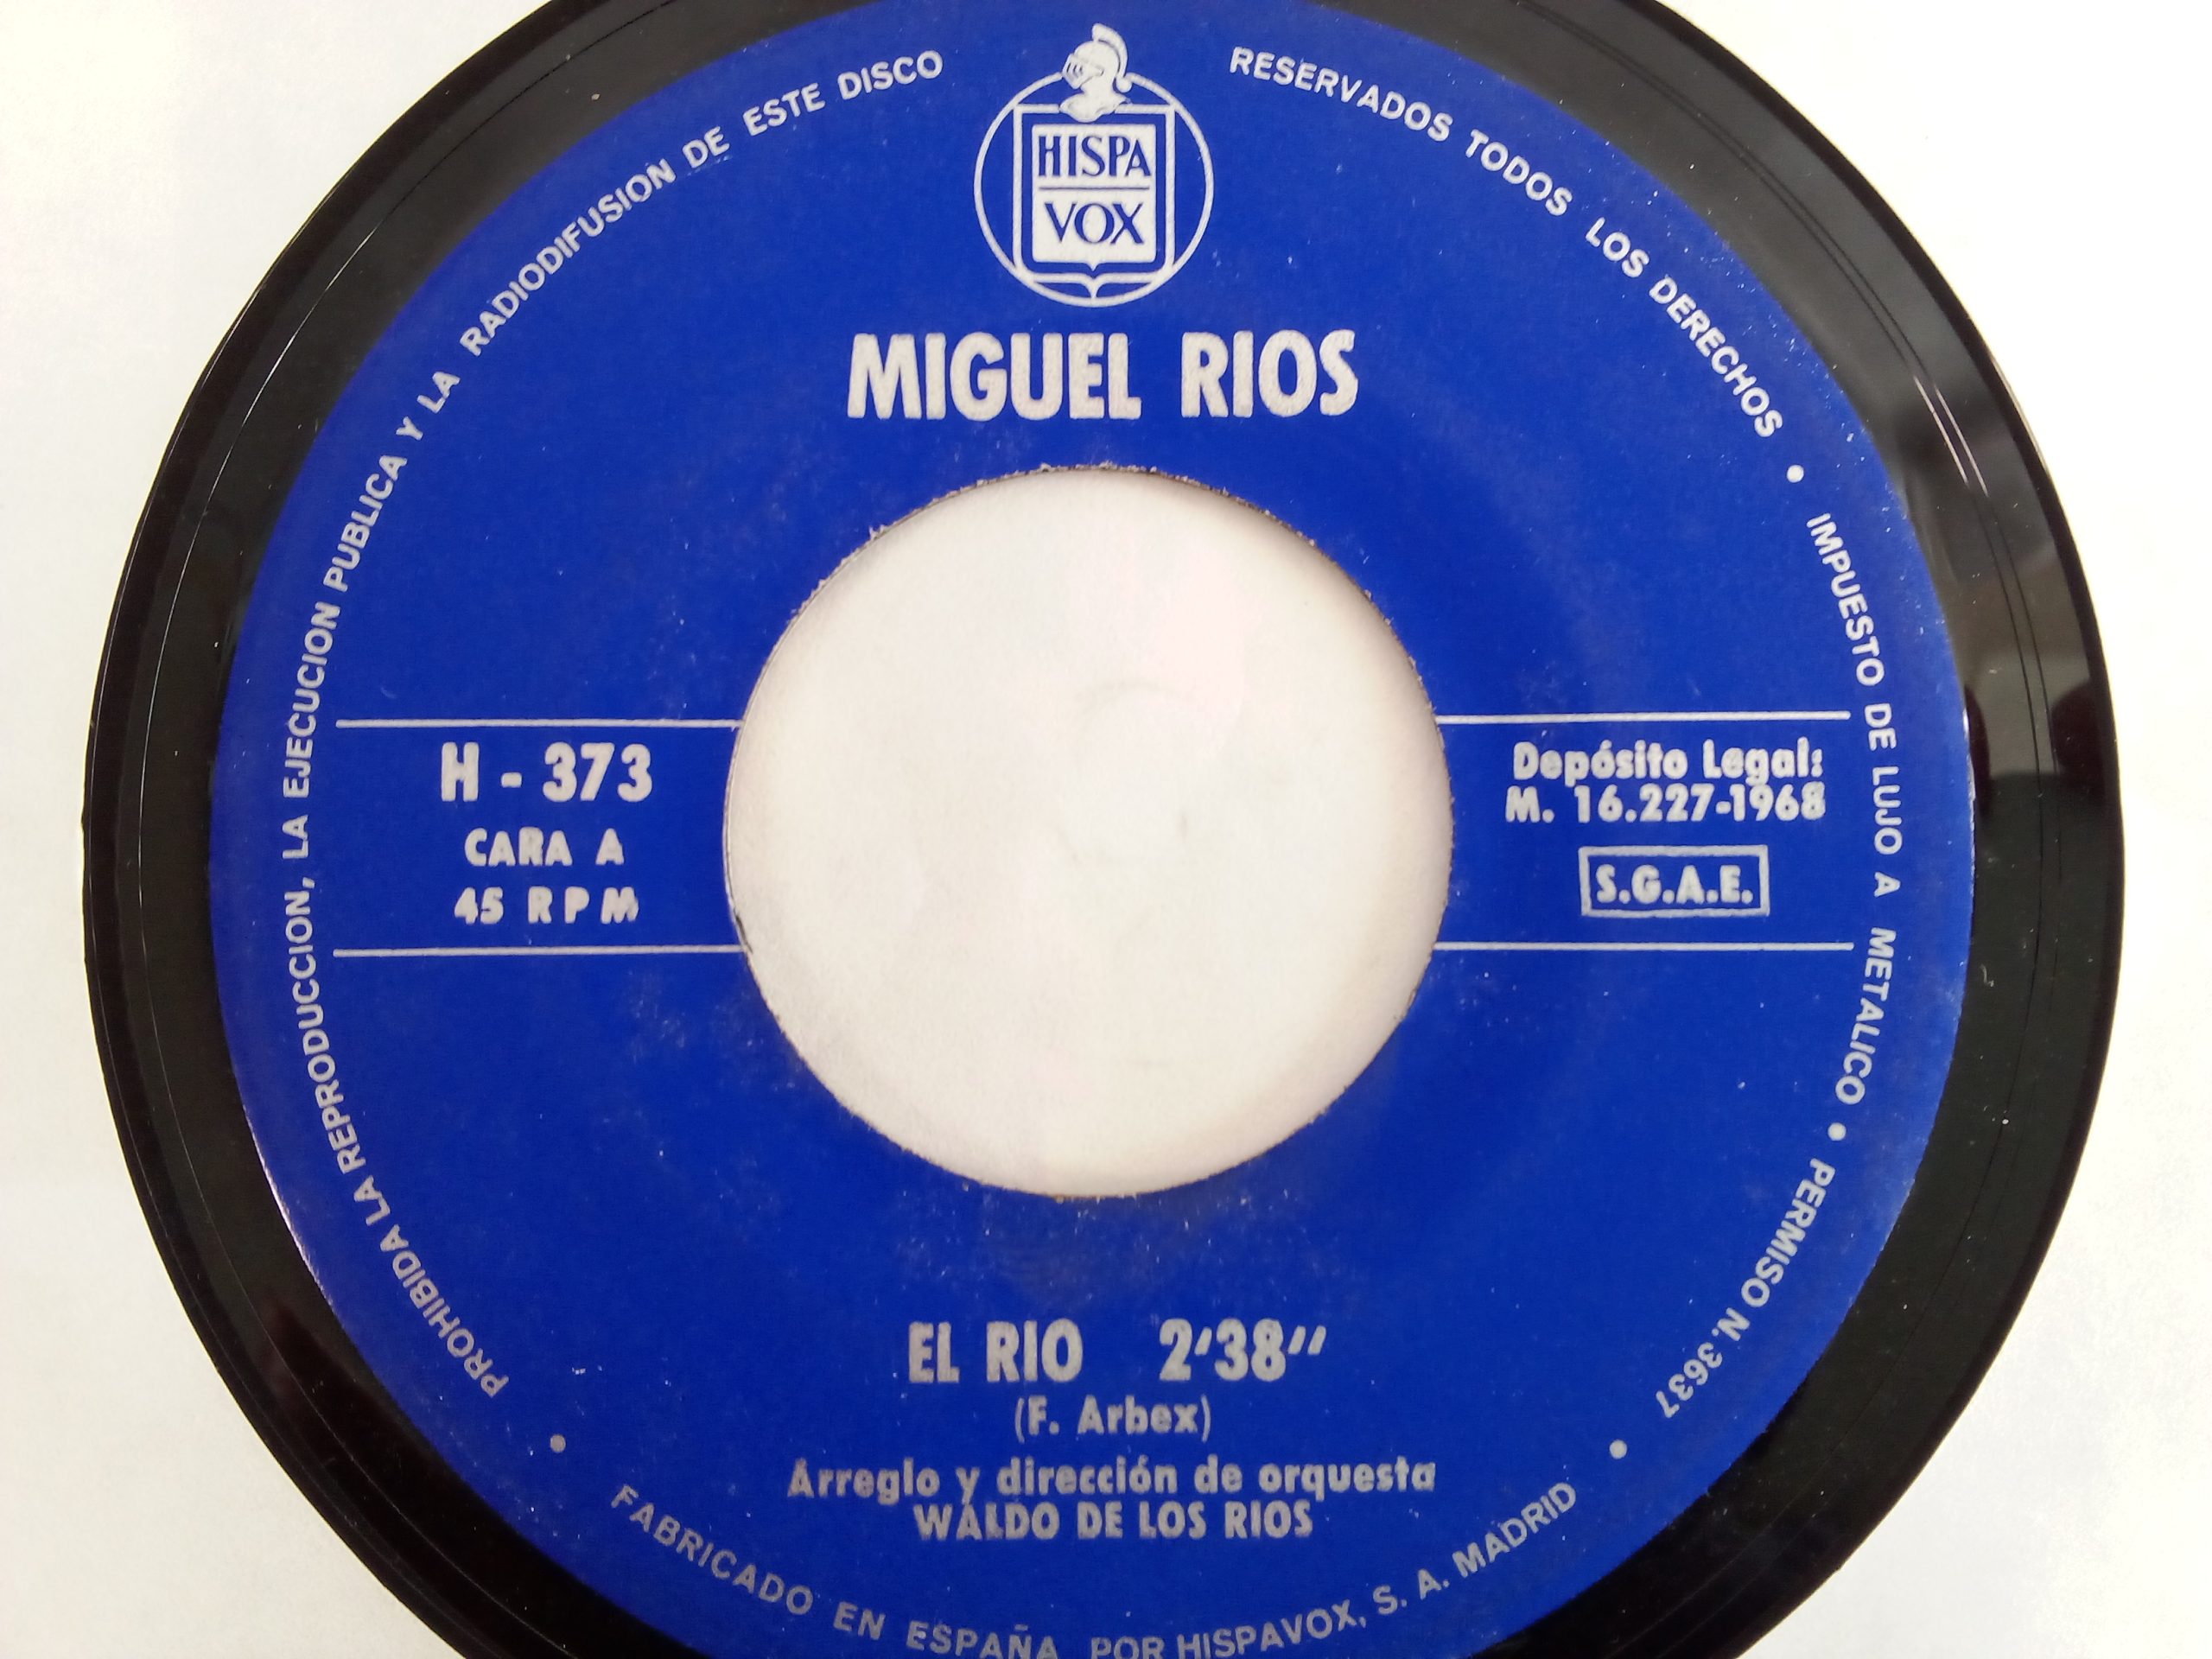 HISPA
VOX
MIGUEL RIOS
H - 373
CARA A
45 RPM
Depósito Legal:
M. 16.227-1968
S.G.A.E.
EL RIO 2'38''
(F. Arbex)
Arreglo y dirección de orquesta
WALDO DE LOS RIOS
PROHIBIDA LA REPRODUCCION, LA EJECUCION PUBLICA Y LA RADIODIFUSION DE ESTE DISCO
RESERVADOS TODOS LOS DERECHOS • IMPUESTO DE LUJO A METALICO • PERMISO N. 3637 •
FABRICADO EN ESPAÑA POR HISPAVOX, S. A. MADRID •